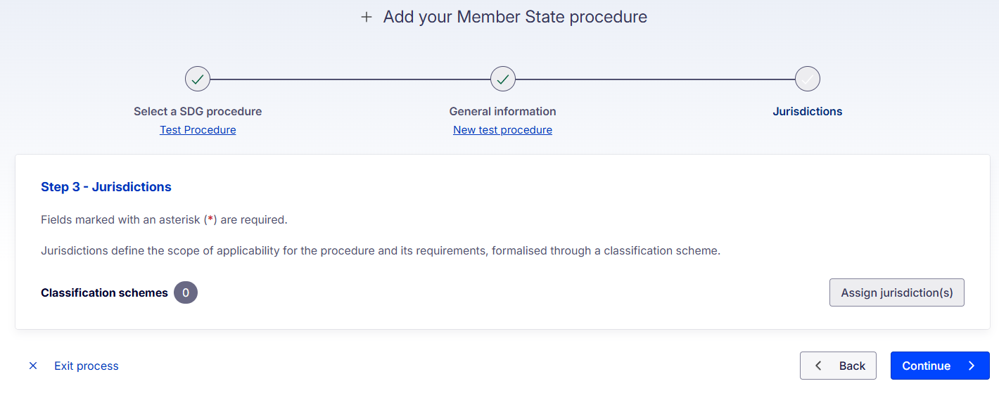 + Add your Member State procedure
Select a SDG procedure
Test Procedure
General information
New test procedure
Jurisdictions
Step 3 - Jurisdictions
Fields marked with an asterisk (*) are required.
Jurisdictions define the scope of applicability for the procedure and its requirements, formalised through a classification scheme.
Classification schemes 0
Assign jurisdiction(s)
Exit process
Back
Continue